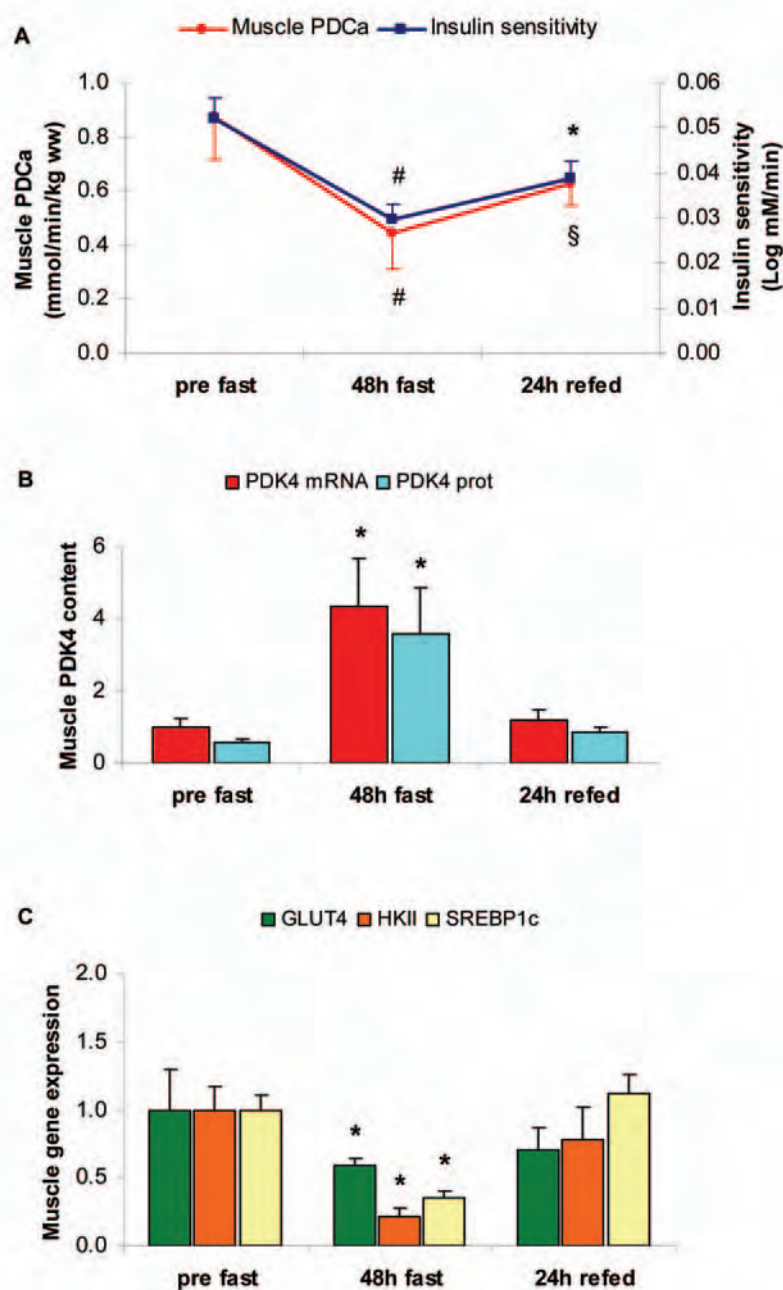 A
Muscle PDCa Insulin sensitivity
Muscle PDCa
(mmol/min/kg ww)
1.0
0.8
0.6
0.4
0.2
0.0
#
#
*
§
0.06
0.05
0.04
0.03
0.02
0.01
0.00
Insulin sensitivity
(Log mM/min)
pre fast 48h fast 24h refed
B
PDK4 mRNA PDK4 prot
Muscle PDK4 content
6
4
2
0
* *
pre fast 48h fast 24h refed
C
GLUT4 HKII SREBP1c
Muscle gene expression
2.0
1.5
1.0
0.5
0.0
* * *
pre fast 48h fast 24h refed